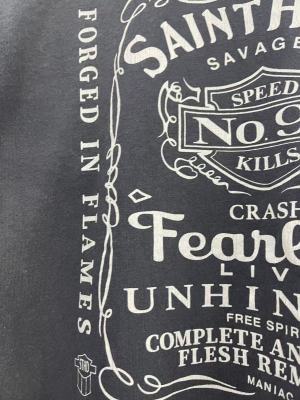 FORGED IN FLAMES
SAINTH
SAVAGE
SPEED
No. 9
KILLS
CRASH
Fearl
LIV
UNHIN
FREE SPIR
COMPLETE AN
FLESH REM
MANIAC